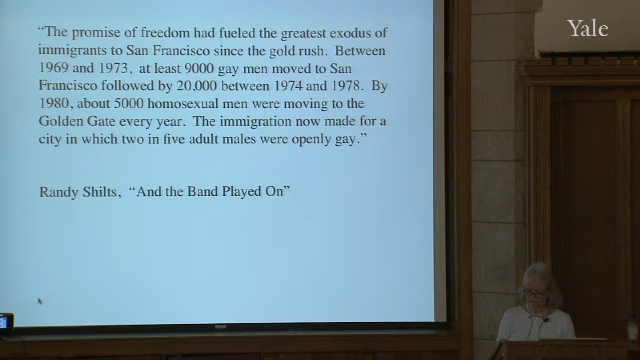 Yale
“The promise of freedom had fueled the greatest exodus of
immigrants to San Francisco since the gold rush.  Between
1969 and 1973,  at least 9000 gay men moved to San
Francisco followed by 20,000 between 1974 and 1978.  By
1980, about 5000 homosexual men were moving to the
Golden Gate every year.  The immigration now made for a
city in which two in five adult males were openly gay.”
Randy Shilts,  “And the Band Played On”